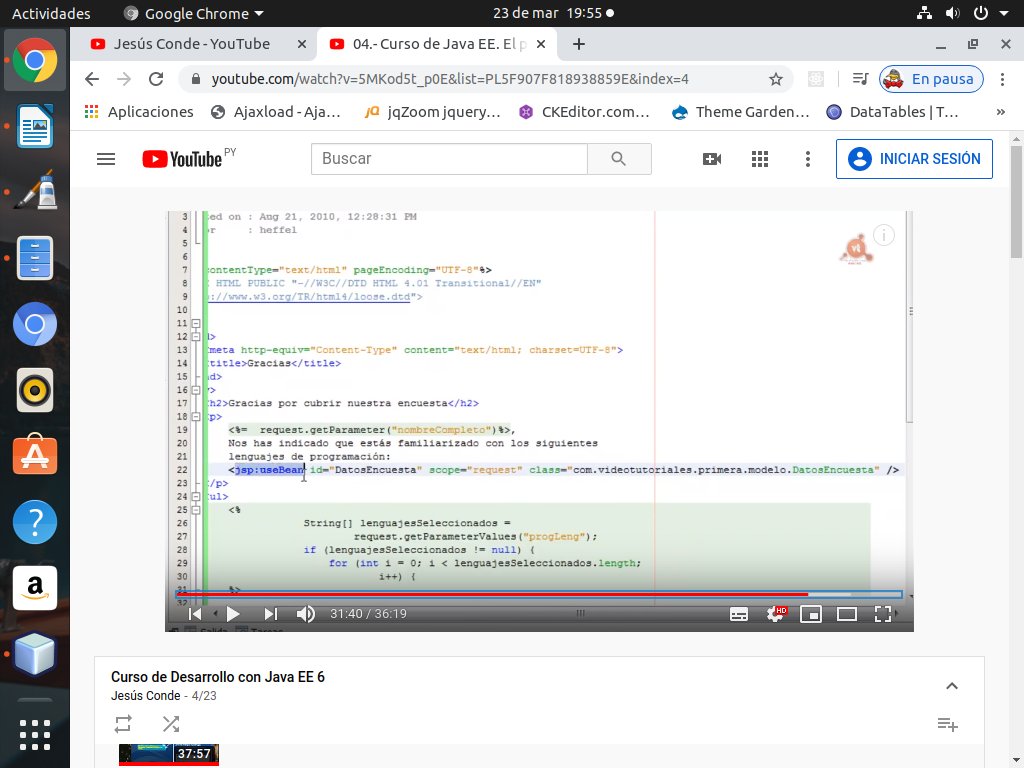 Actividades
Google Chrome
23 de mar 19:55
Jesús Conde - YouTube
04.- Curso de Java EE. El p
youtube.com/watch?v=5MKod5t_p0E&list=PL5F907F818938859E&index=4
En pausa
Aplicaciones
Ajaxload - Aja...
jqZoom jquery...
CKEditor.com...
Theme Garden...
DataTables | T...
»
YouTube PY
Buscar
INICIAR SESIÓN
3 ed on : Aug 21, 2010, 12:28:31 PM
4 or : heffel
5
6
7 contentType="text/html" pageEncoding="UTF-8"%>
8 HTML PUBLIC "-//W3C//DTD HTML 4.01 Transitional//EN"
9 ://www.w3.org/TR/html4/loose.dtd">
10
11
12 l>
13 meta http-equiv="Content-Type" content="text/html; charset=UTF-8">
14 title>Gracias</title>
15 ad>
16 y>
17 h2>Gracias por cubrir nuestra encuesta</h2>
18 p>
19 <%= request.getParameter("nombreCompleto")%>,
20 Nos has indicado que estás familiarizado con los siguientes
21 lenguajes de programación:
22 <jsp:useBean id="DatosEncuesta" scope="request" class="com.videotutoriales.primera.modelo.DatosEncuesta" />
23 /p>
24 ul>
25 <%
26 String[] lenguajesSeleccionados =
27 request.getParameterValues("progLeng");
28 if (lenguajesSeleccionados != null) {
29 for (int i = 0; i < lenguajesSeleccionados.length;
30 i++) {
31 %>
32
vt
31:40 / 36:19
HD
Salida
Tareas
Curso de Desarrollo con Java EE 6
Jesús Conde - 4/23
37:57